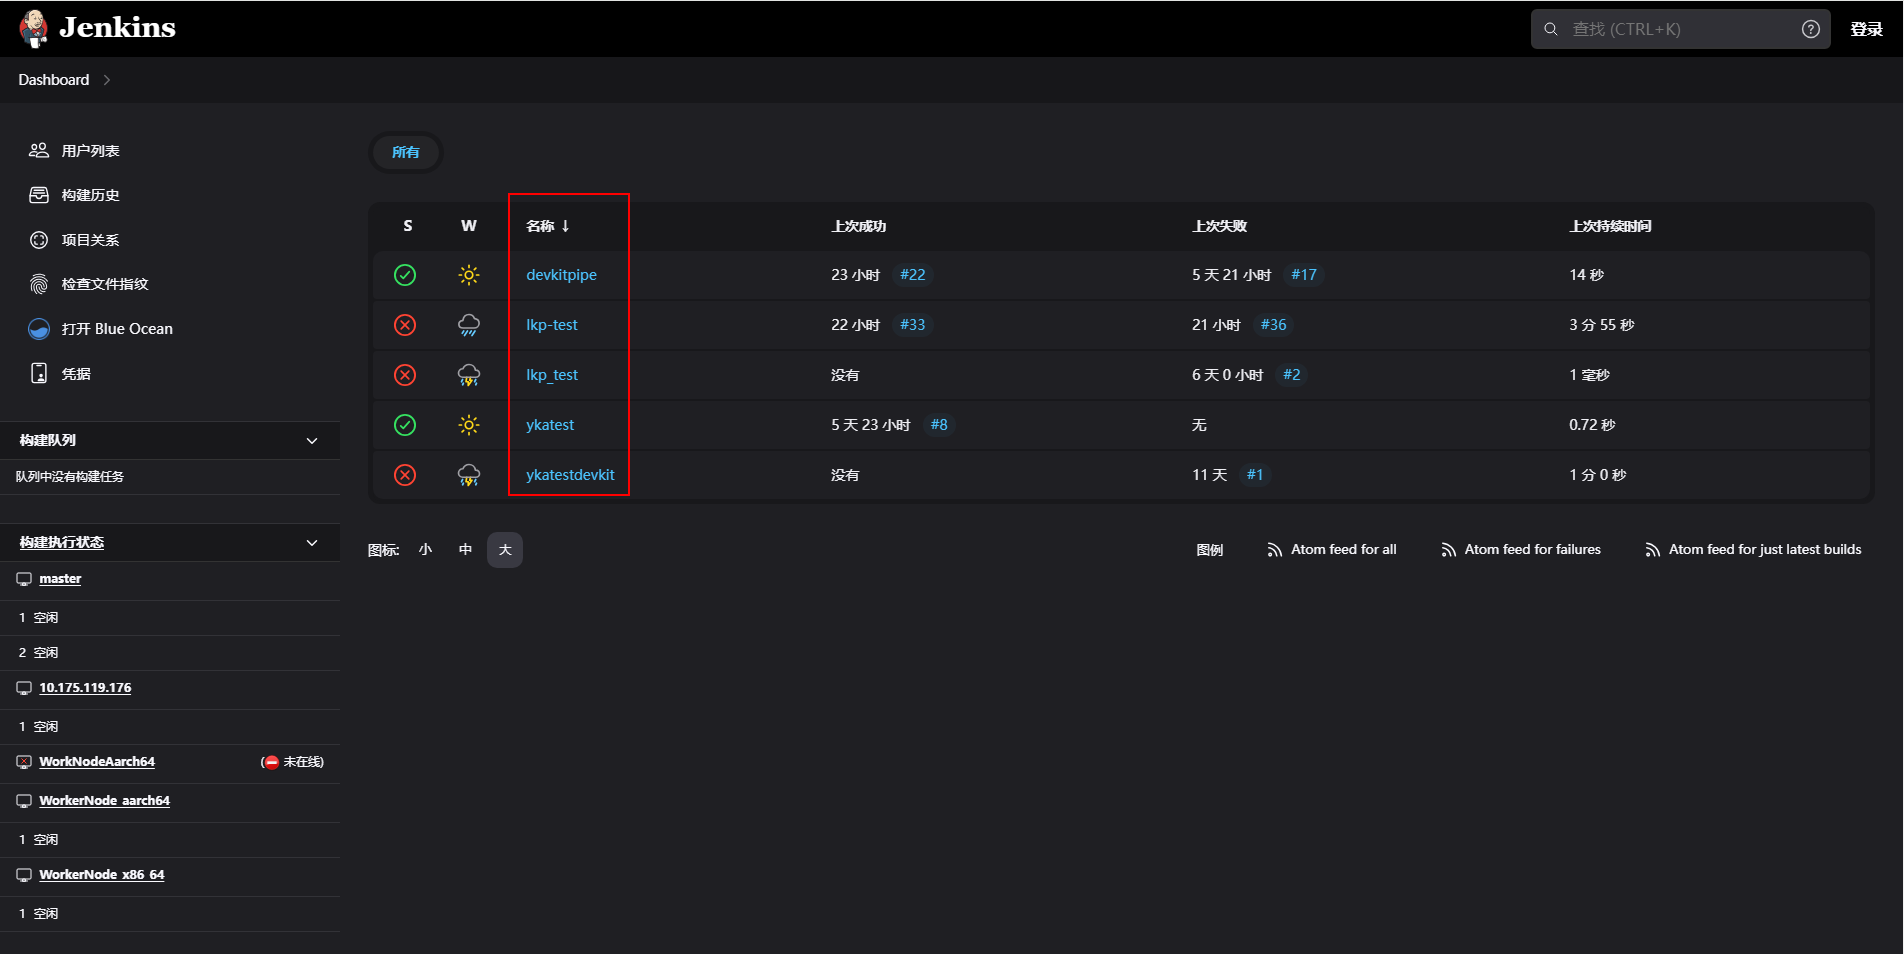 Jenkins
查找 (CTRL+K)
登录
Dashboard
用户列表
构建历史
项目关系
检查文件指纹
打开 Blue Ocean
凭据
构建队列
队列中没有构建任务
构建执行状态
master
1 空闲
2 空闲
10.175.119.176
1 空闲
WorkNodeAarch64 (未在线)
WorkerNode_aarch64
1 空闲
WorkerNode_x86_64
1 空闲
所有
S W 名称 ↓ 上次成功 上次失败 上次持续时间
devkitpipe 23 小时 #22 5 天 21 小时 #17 14 秒
lkp-test 22 小时 #33 21 小时 #36 3 分 55 秒
lkp_test 没有 6 天 0 小时 #2 1 毫秒
ykatest 5 天 23 小时 #8 无 0.72 秒
ykatestdevkit 没有 11 天 #1 1 分 0 秒
图标: 小 中 大
图例 Atom feed for all Atom feed for failures Atom feed for just latest builds